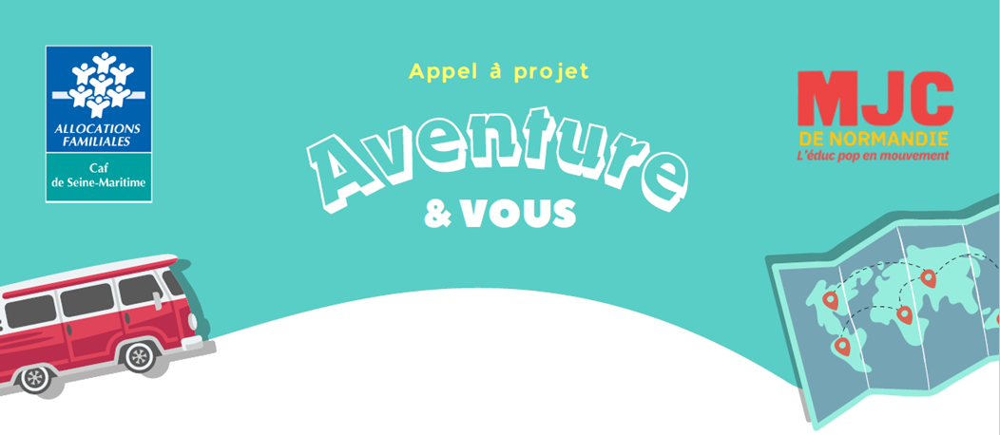 ALLOCATIONS
FAMILIALES
Caf
de Seine-Maritime
Appel à projet
Aventure
& VOUS
MJC
DE NORMANDIE
L'éduc pop en mouvement